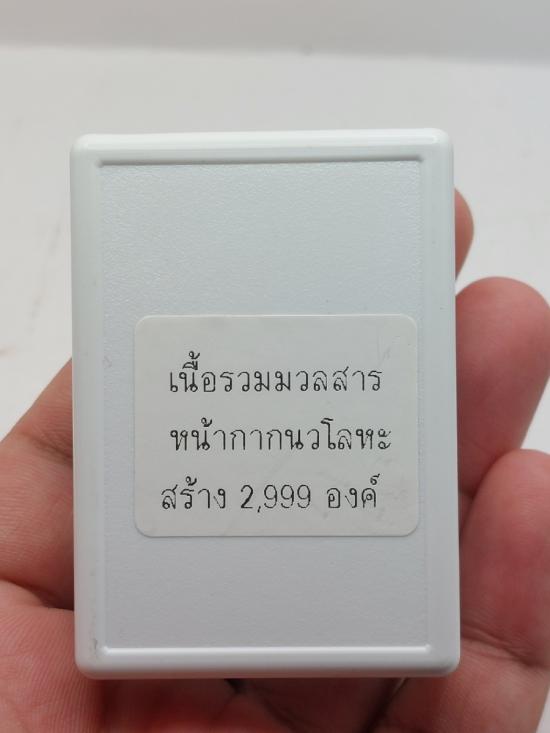 เนื้อรวมมวลสาร
หน้ากากนวโลหะ
สร้าง 2,999 องค์